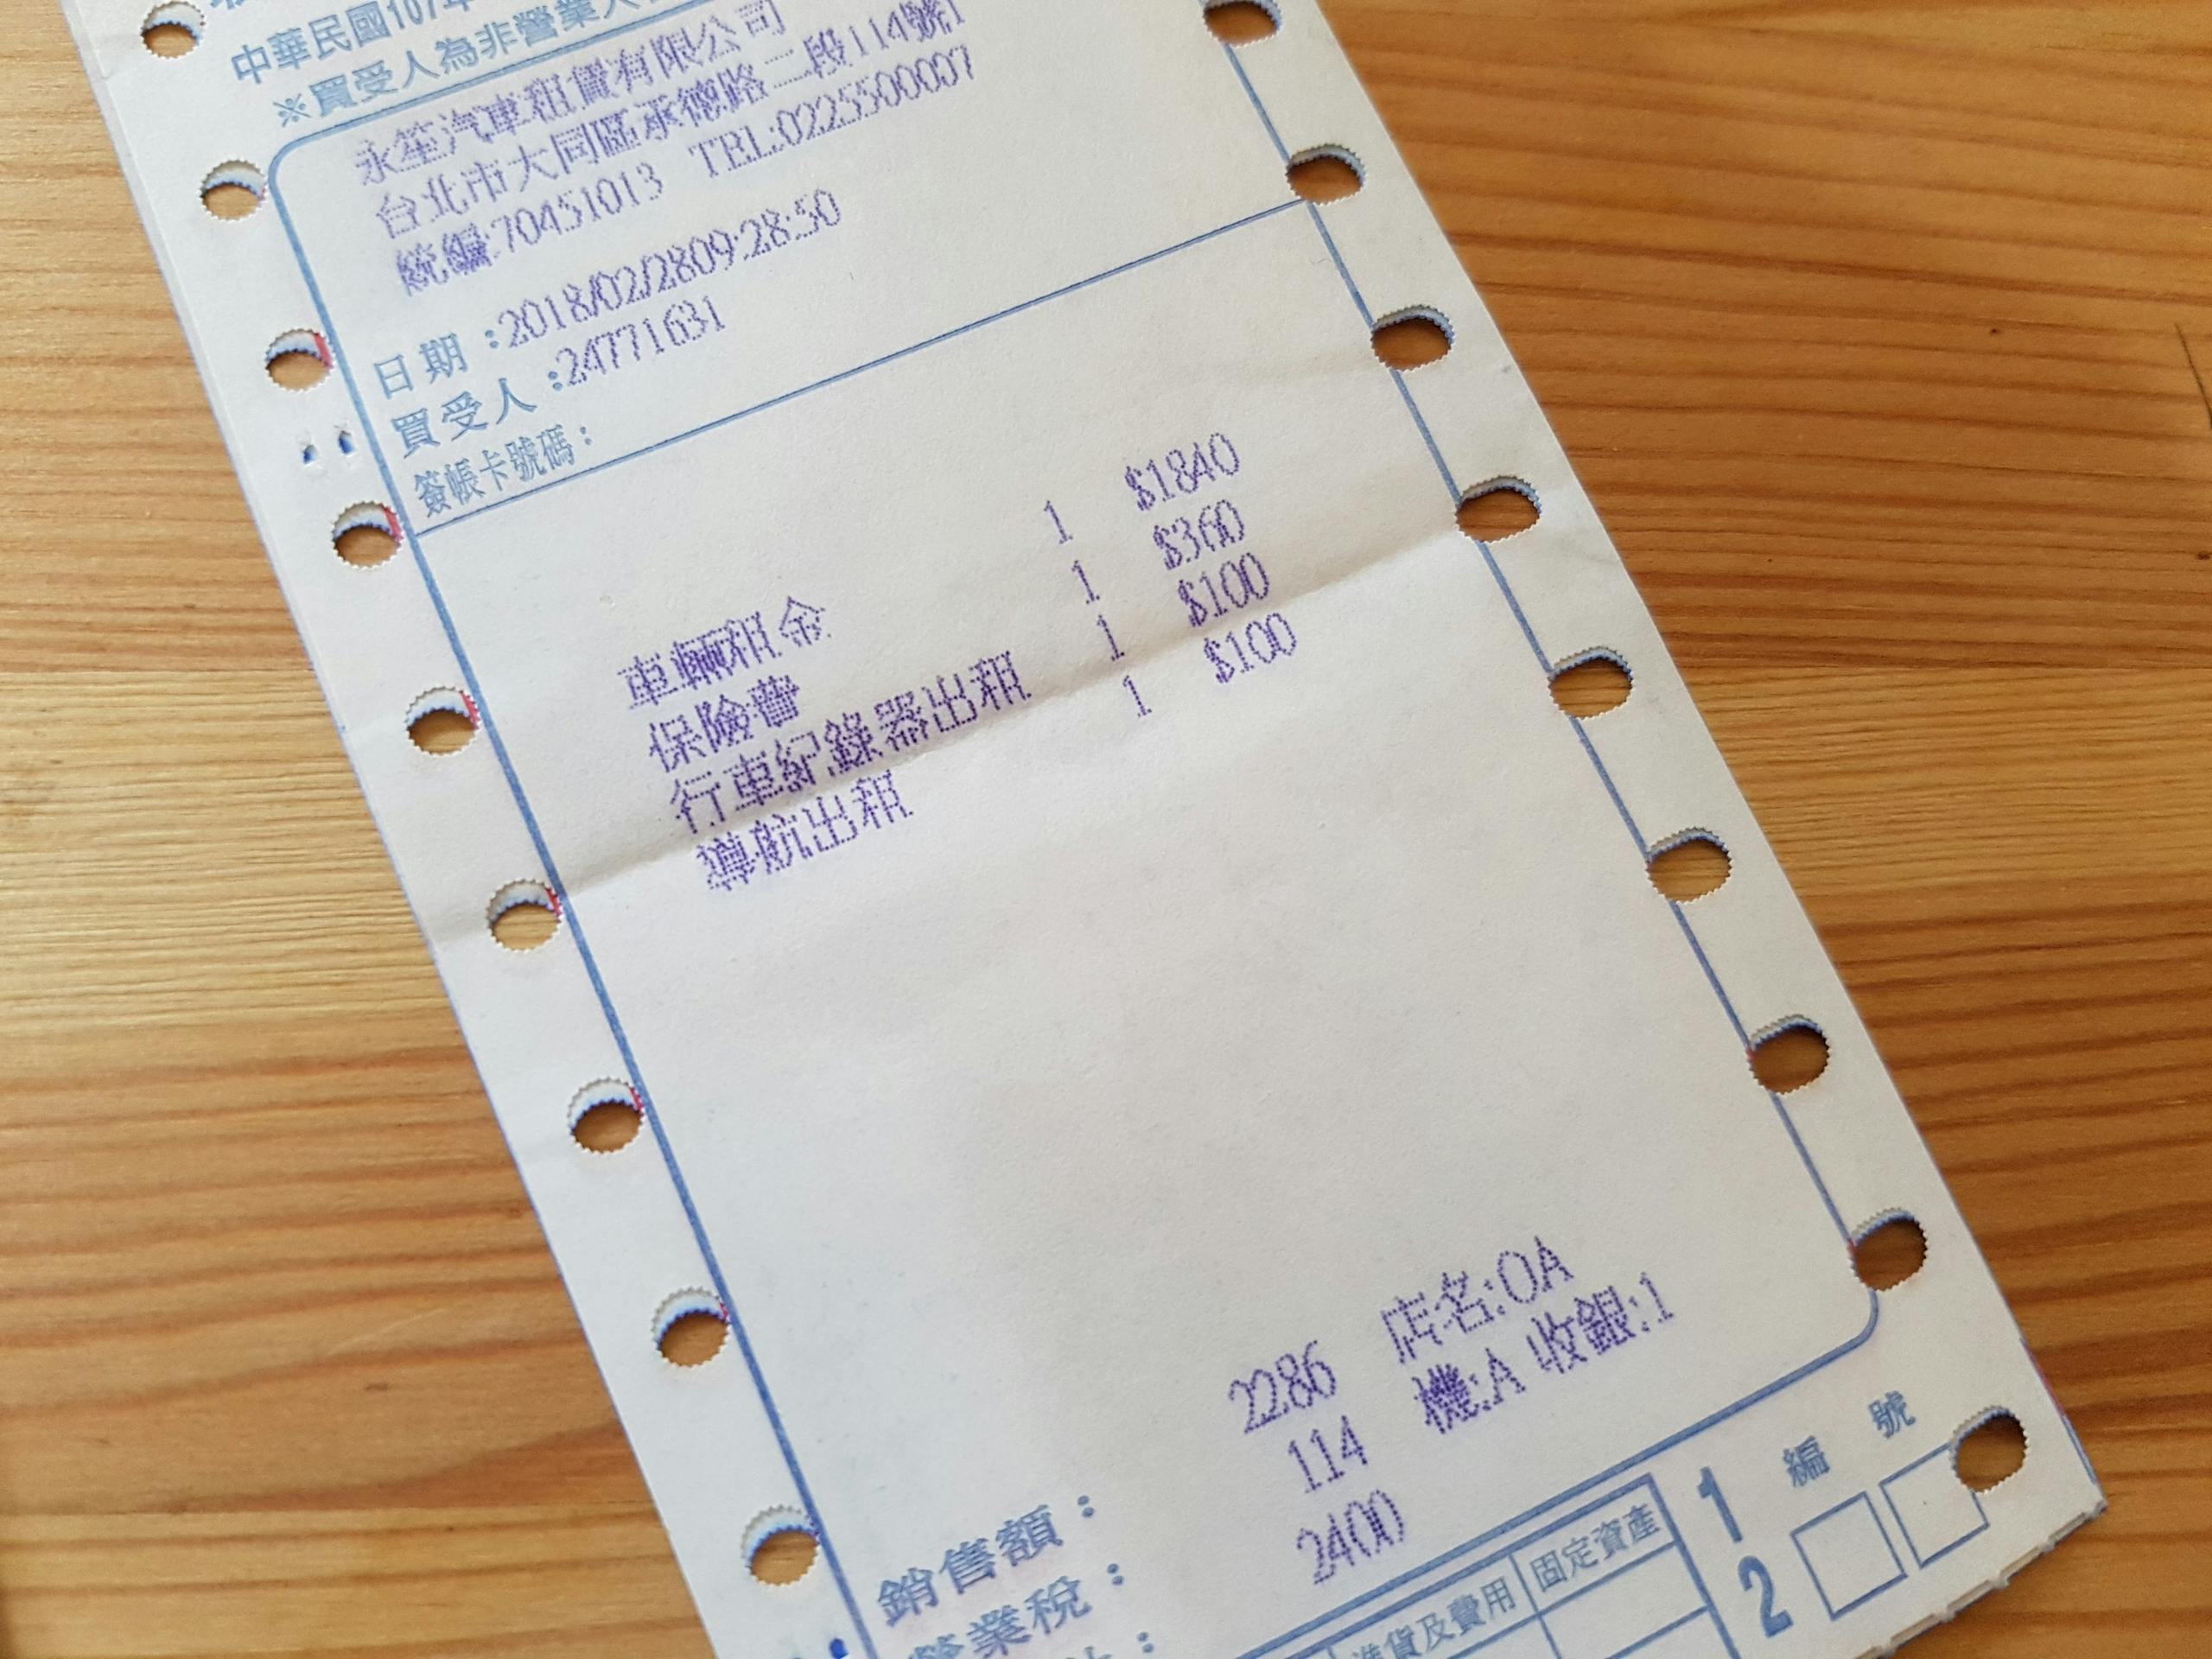 中華民國107年
※買受人為非營業人
永笙汽車租賃有限公司
台北市大同區承德路二段114號1
統編:70451013 TEL:0225500007
日期:2018/02/2809:28:50
買受人:24771631
簽帳卡號碼:
車輛租金 1 $1840
保險費 1 $360
行車紀錄器出租 1 $100
導航出租 1 $100
銷售額: 2286 店名:OA
營業稅: 114 機:A 收銀:1
: 2400
進貨及費用 固定資產
編號
1
2